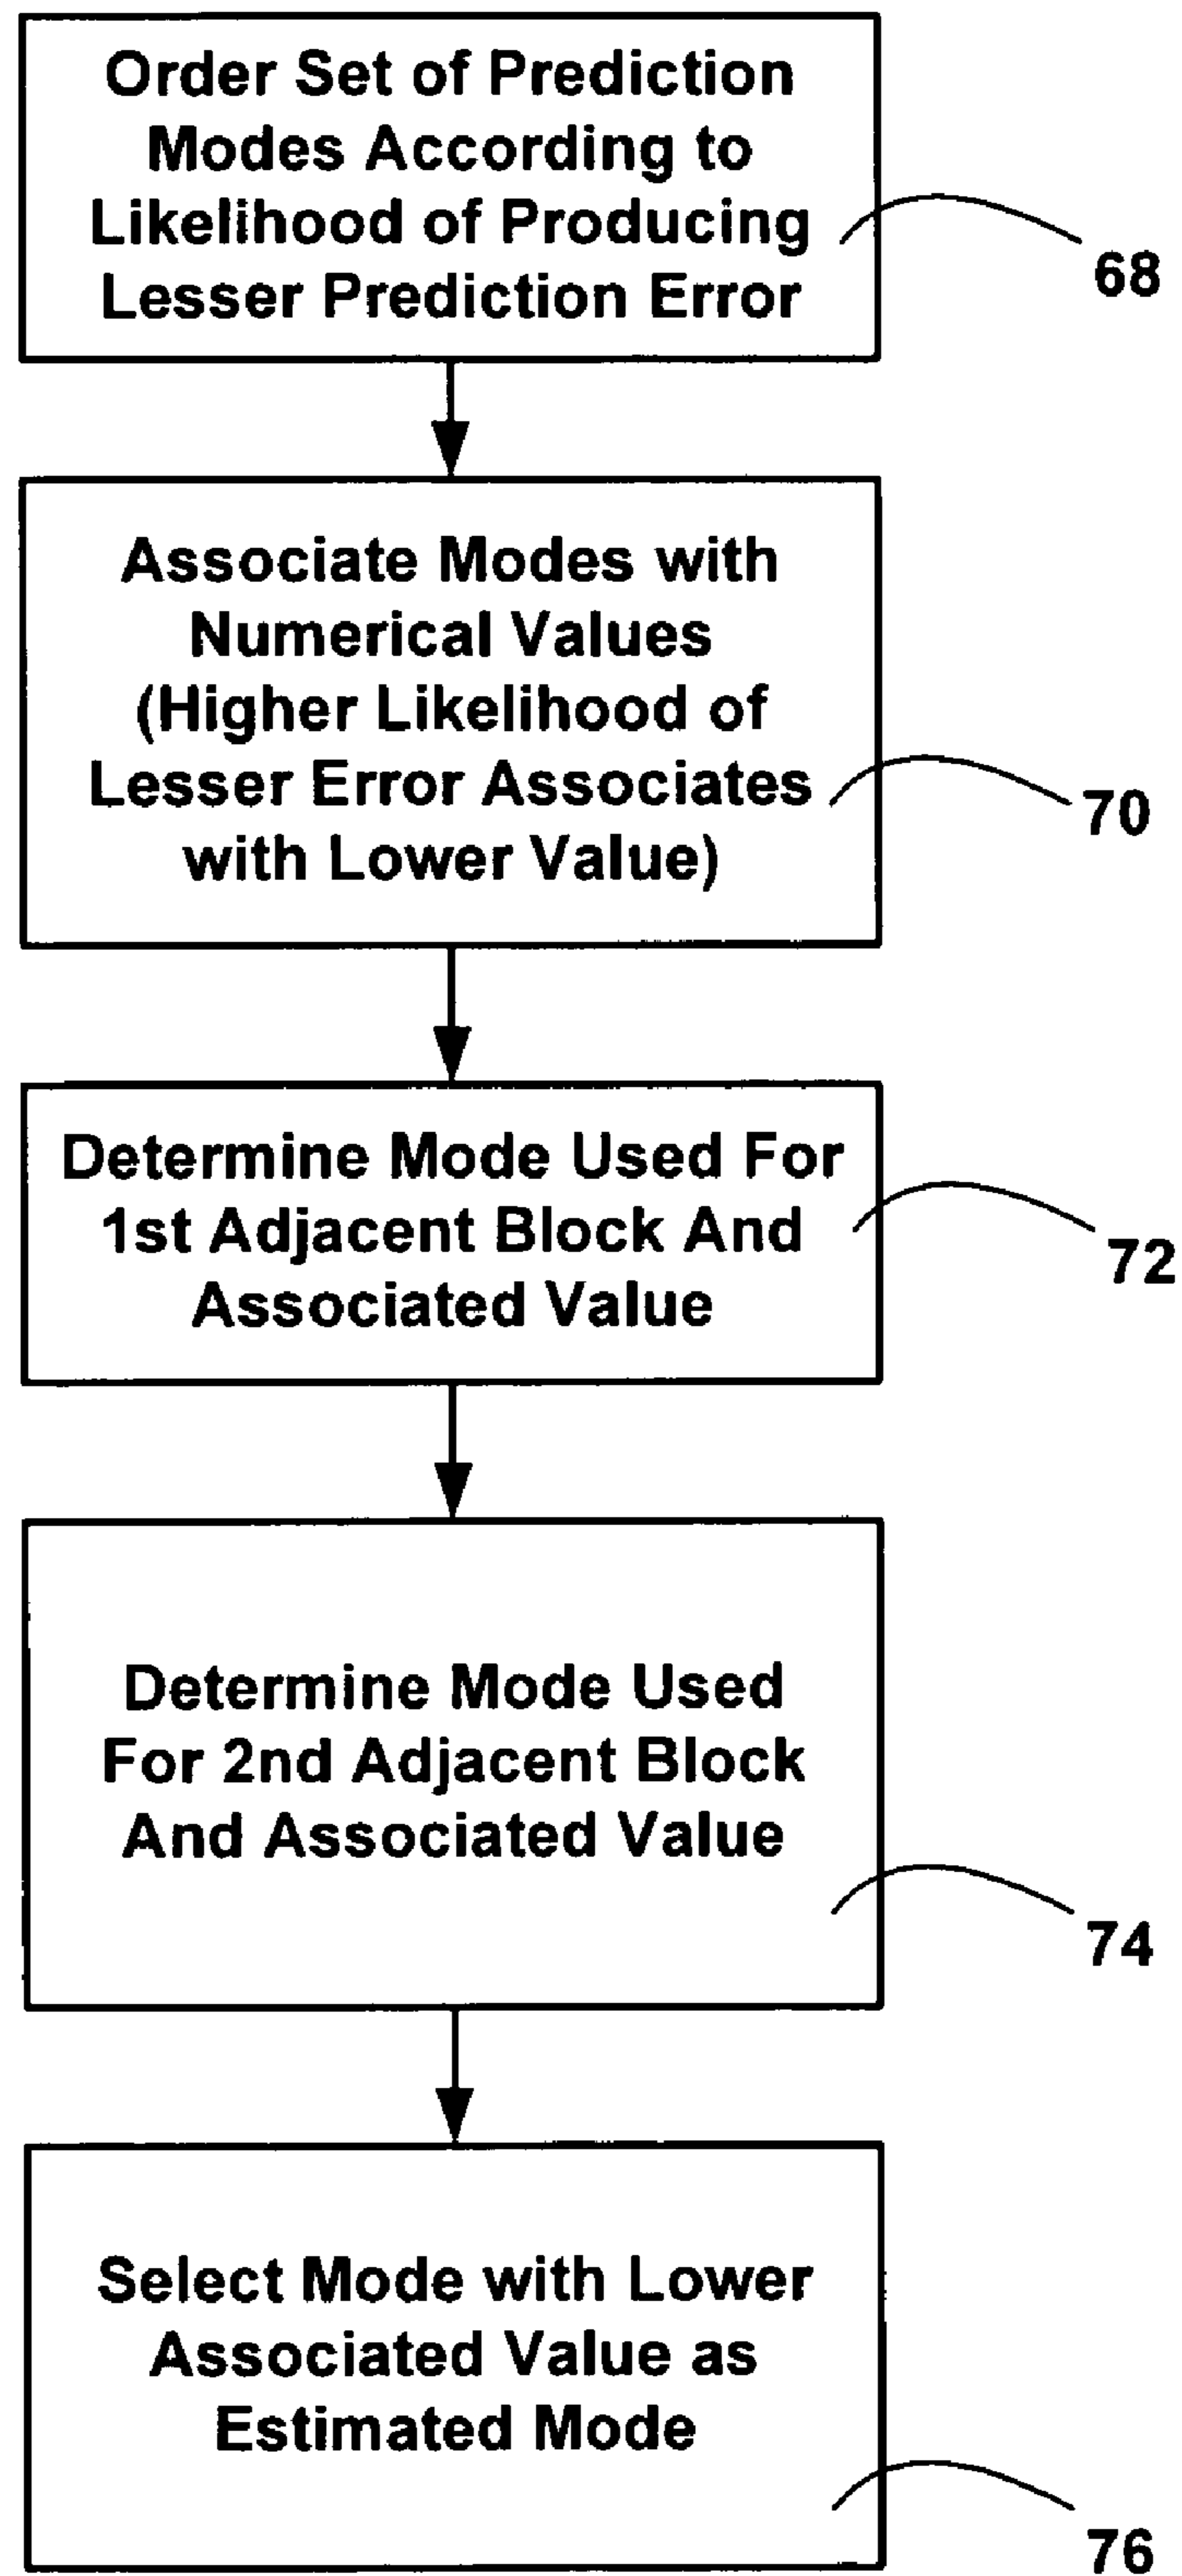 Order Set of Prediction
Modes According to
Likelihood of Producing
Lesser Prediction Error
68
Associate Modes with
Numerical Values
(Higher Likelihood of
Lesser Error Associates
with Lower Value)
70
Determine Mode Used For
1st Adjacent Block And
Associated Value
72
Determine Mode Used
For 2nd Adjacent Block
And Associated Value
74
Select Mode with Lower
Associated Value as
Estimated Mode
76